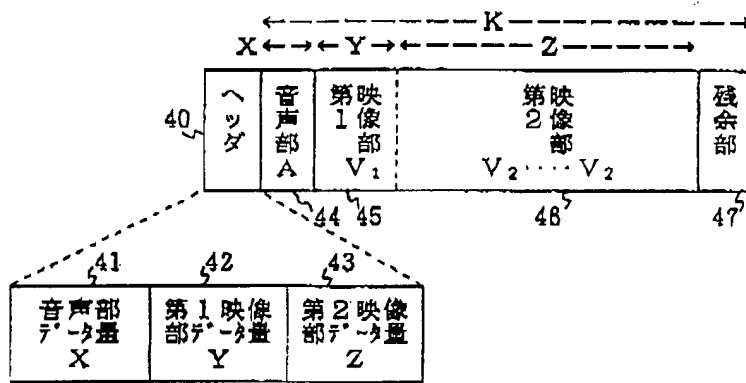 K
X Y Z
40
ヘッダ
音声部 A
第1映像部 V₁
第2映像部 V₂‥‥V₂
残余部
44 45 46 47
41 42 43
音声部
データ量
X
第1映像
部データ量
Y
第2映像
部データ量
Z